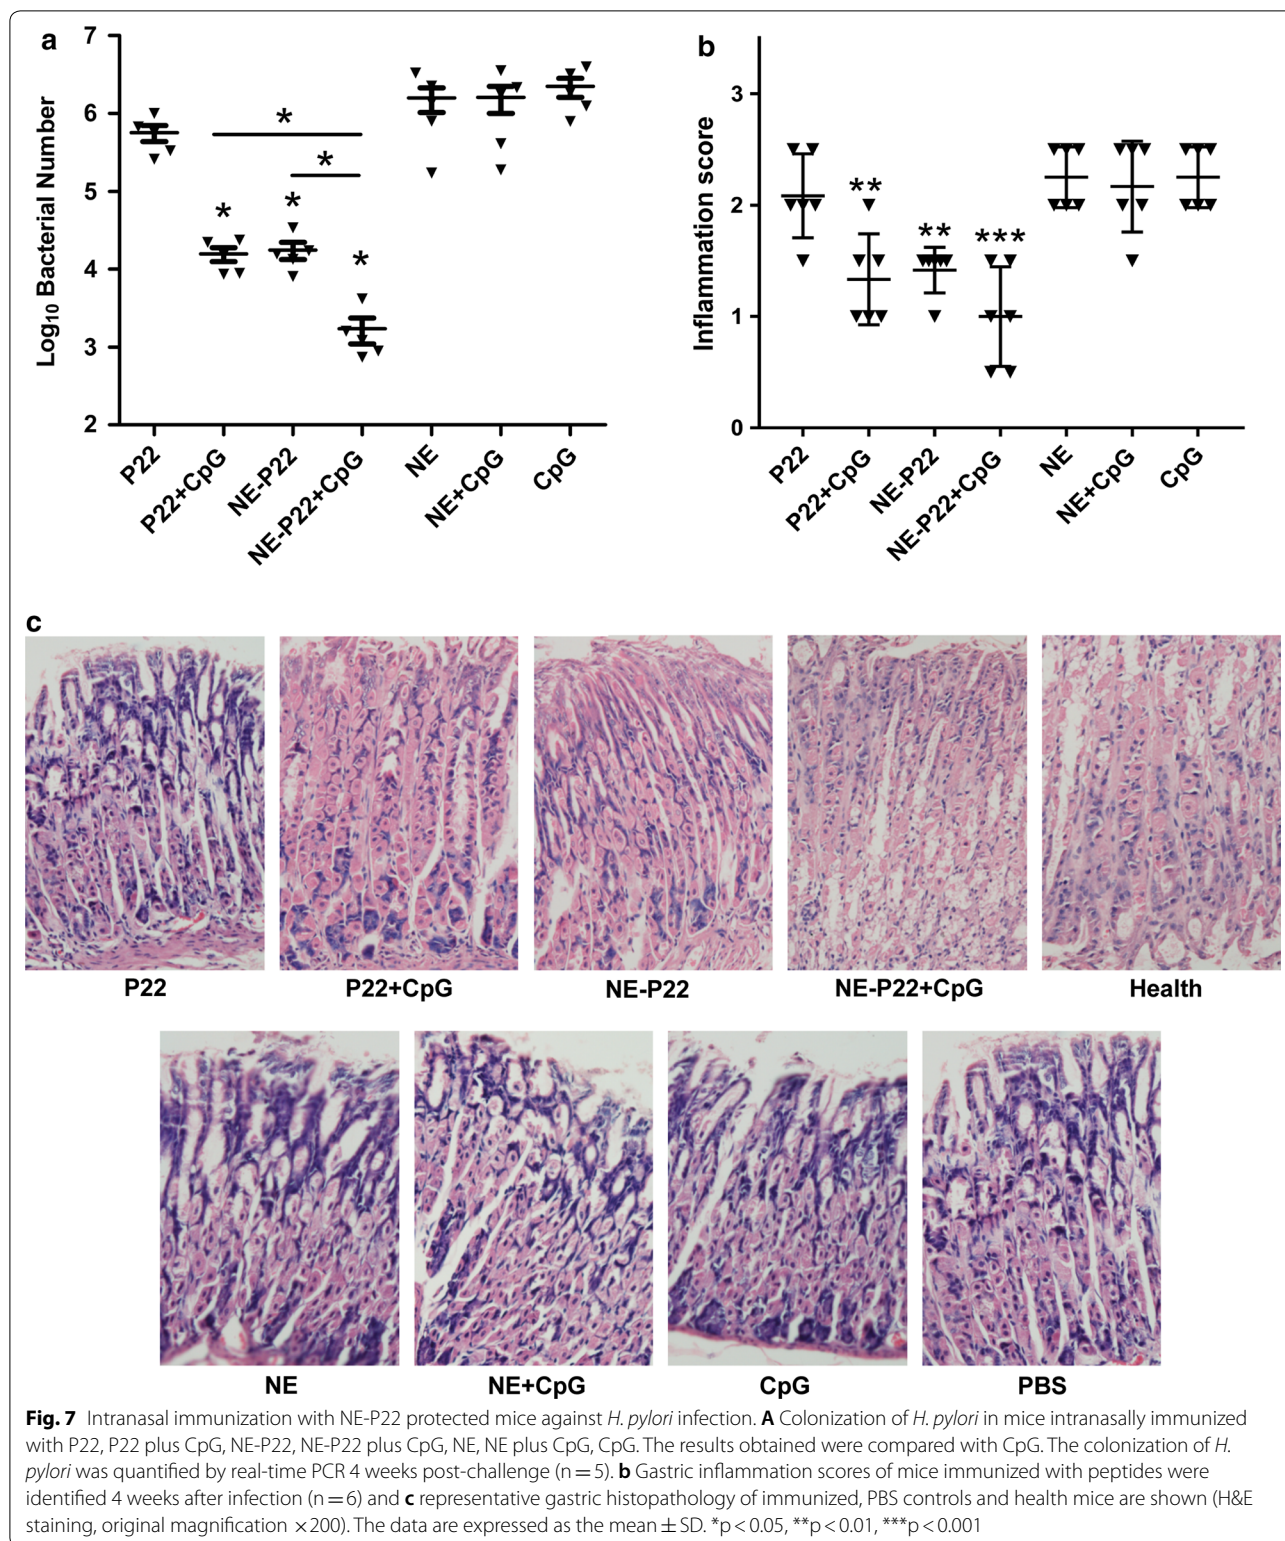 a
7
6
5
4
3
2
Log10 Bacterial Number
*
*
*
*
*
P22
P22+CpG
NE-P22
NE-P22+CpG
NE
NE+CpG
CpG
b
3
2
1
0
Inflammation score
**
**
***
P22
P22+CpG
NE-P22
NE-P22+CpG
NE
NE+CpG
CpG
c
P22
P22+CpG
NE-P22
NE-P22+CpG
Health
NE
NE+CpG
CpG
PBS
Fig. 7 Intranasal immunization with NE-P22 protected mice against H. pylori infection. A Colonization of H. pylori in mice intranasally immunized
with P22, P22 plus CpG, NE-P22, NE-P22 plus CpG, NE, NE plus CpG, CpG. The results obtained were compared with CpG. The colonization of H.
pylori was quantified by real-time PCR 4 weeks post-challenge (n = 5). b Gastric inflammation scores of mice immunized with peptides were
identified 4 weeks after infection (n = 6) and c representative gastric histopathology of immunized, PBS controls and health mice are shown (H&E
staining, original magnification ×200). The data are expressed as the mean ± SD. *p < 0.05, **p < 0.01, ***p < 0.001